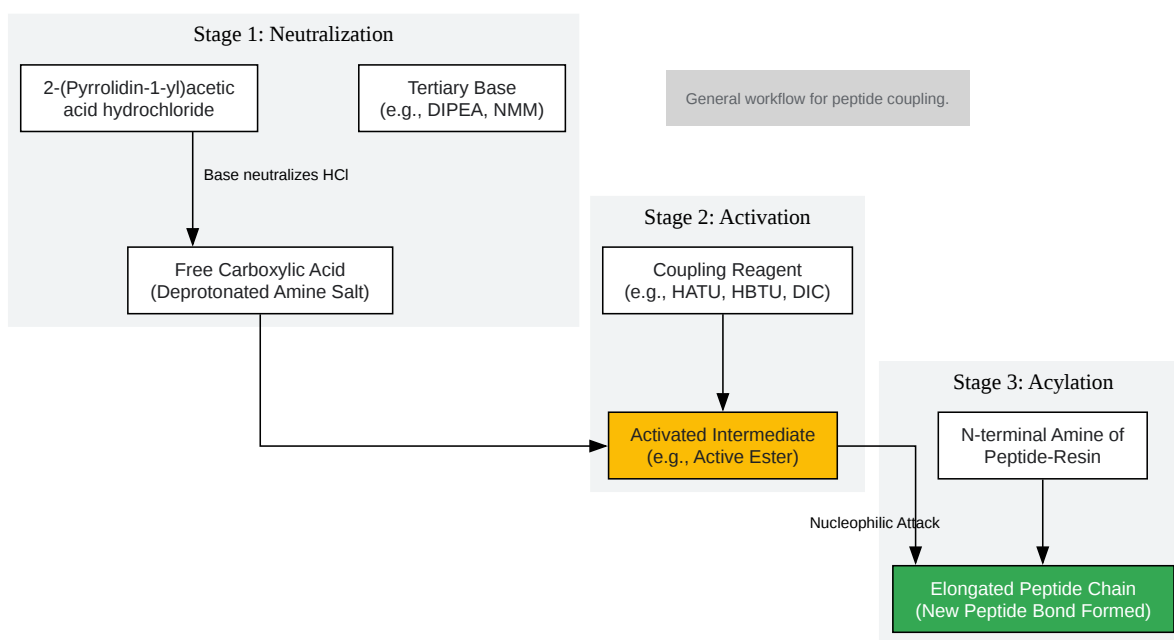 Stage 1: Neutralization
2-(Pyrrolidin-1-yl)acetic
acid hydrochloride
Tertiary Base
(e.g., DIPEA, NMM)
General workflow for peptide coupling.
Base neutralizes HCl
Free Carboxylic Acid
(Deprotonated Amine Salt)
Stage 2: Activation
Coupling Reagent
(e.g., HATU, HBTU, DIC)
Activated Intermediate
(e.g., Active Ester)
Stage 3: Acylation
N-terminal Amine of
Peptide-Resin
Nucleophilic Attack
Elongated Peptide Chain
(New Peptide Bond Formed)